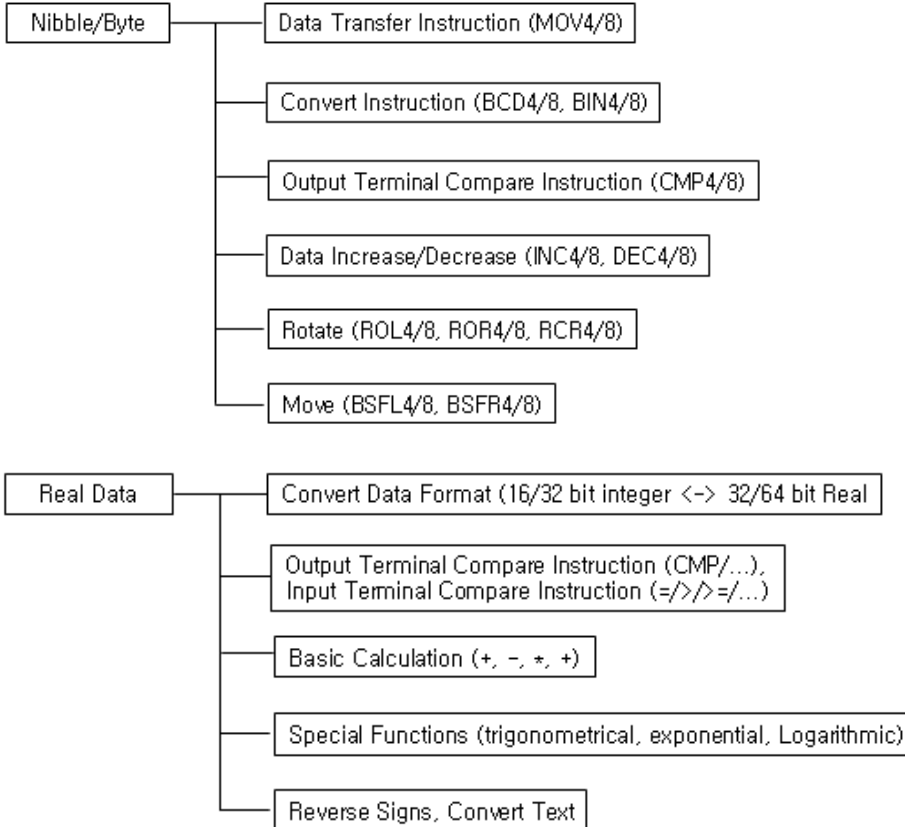 Nibble/Byte
Data Transfer Instruction (MOV4/8)
Convert Instruction (BCD4/8, BIN4/8)
Output Terminal Compare Instruction (CMP4/8)
Data Increase/Decrease (INC4/8, DEC4/8)
Rotate (ROL4/8, ROR4/8, RCR4/8)
Move (BSFL4/8, BSFR4/8)
Real Data
Convert Data Format (16/32 bit integer <-> 32/64 bit Real
Output Terminal Compare Instruction (CMP/...),
Input Terminal Compare Instruction (=/>/>=/...)
Basic Calculation (+, -, *, +)
Special Functions (trigonometrical, exponential, Logarithmic)
Reverse Signs, Convert Text